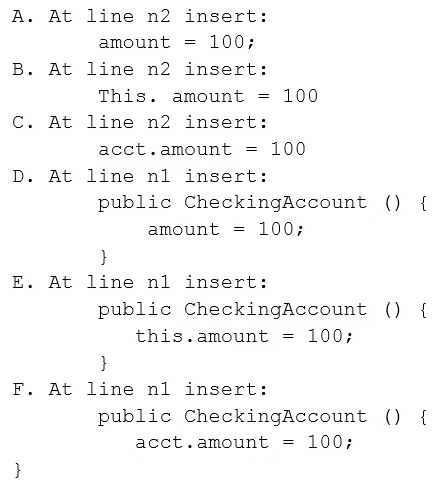 A. At line n2 insert:
amount = 100;
B. At line n2 insert:
This. amount = 100
C. At line n2 insert:
acct.amount = 100
D. At line n1 insert:
public CheckingAccount () {
amount = 100;
}
E. At line n1 insert:
public CheckingAccount () {
this.amount = 100;
}
F. At line n1 insert:
public CheckingAccount () {
acct.amount = 100;
}